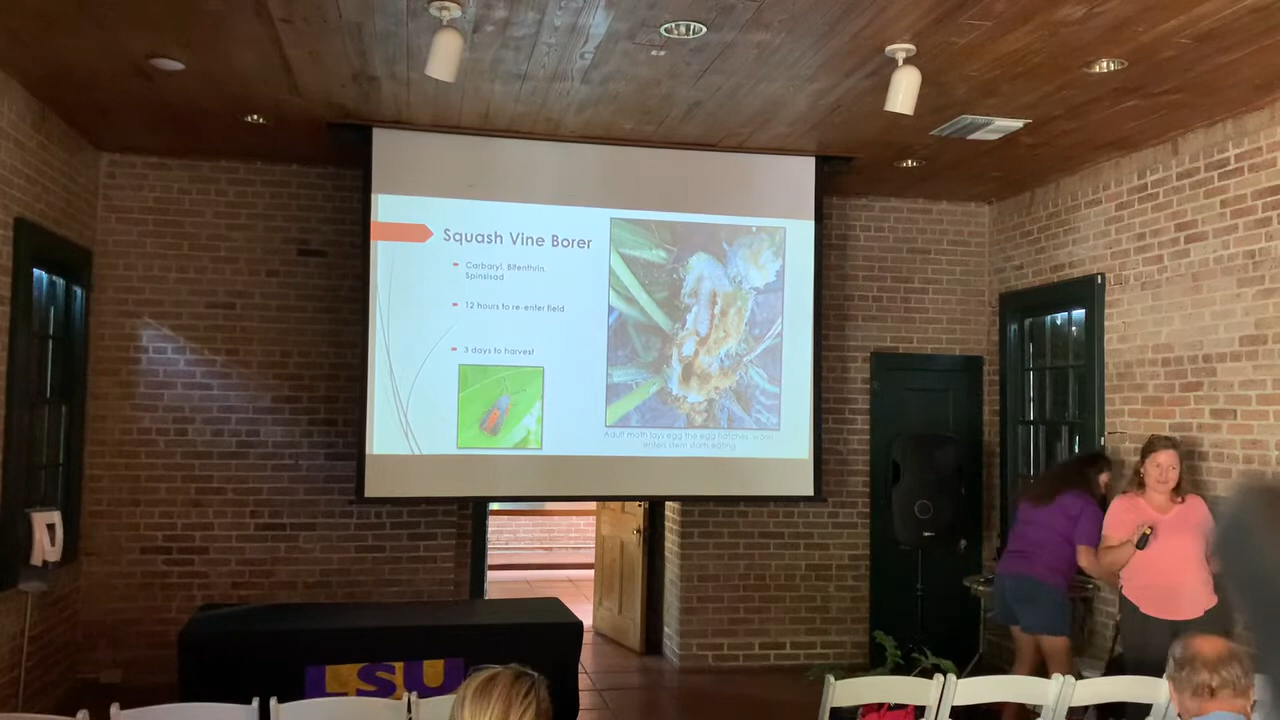 Squash Vine Borer
Carbaryl, Bifenthrin,
Spinsisad
12 hours to re-enter field
3 days to harvest
Adult moth lays egg the egg hatches, worm
enters stem starts eating
LSU